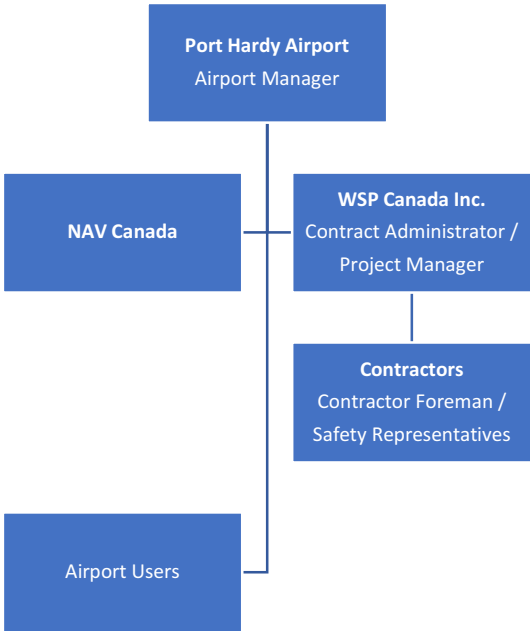 Port Hardy Airport
Airport Manager
NAV Canada
WSP Canada Inc.
Contract Administrator /
Project Manager
Contractors
Contractor Foreman /
Safety Representatives
Airport Users